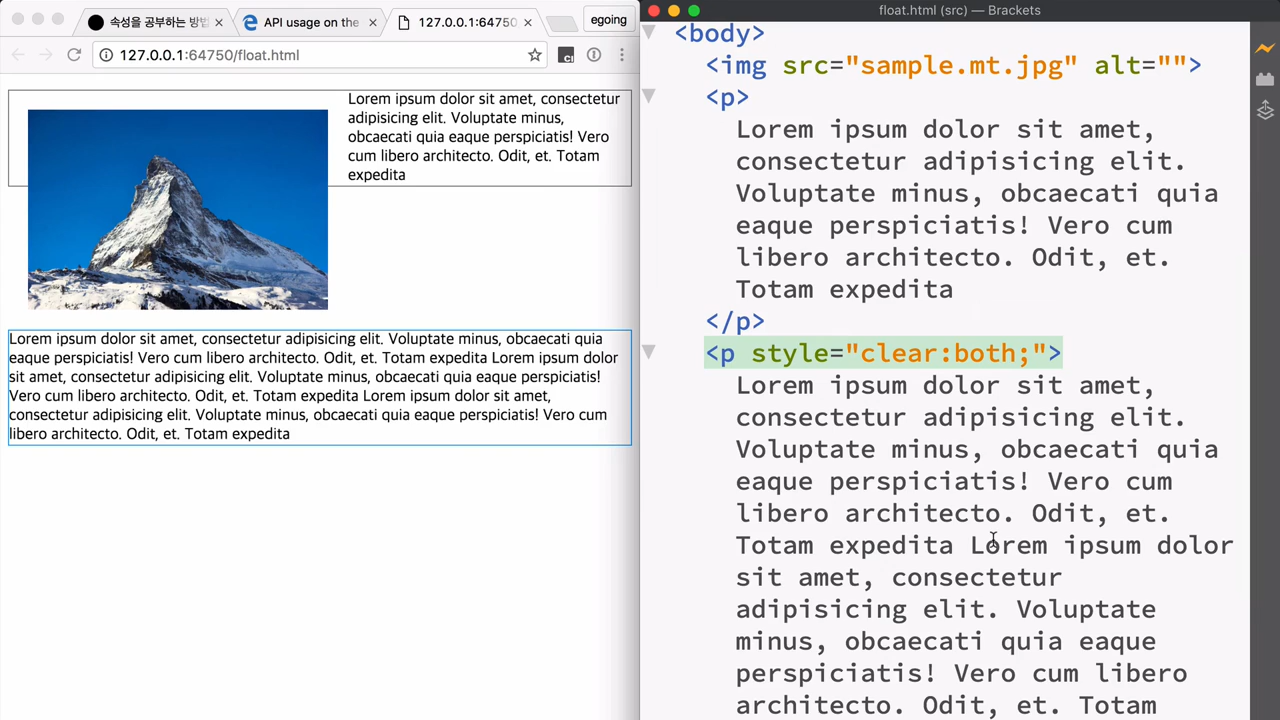 속성을 공부하는 방법
API usage on the
127.0.0.1:64750
egoing
127.0.0.1:64750/float.html
Lorem ipsum dolor sit amet, consectetur
adipisicing elit. Voluptate minus,
obcaecati quia eaque perspiciatis! Vero
cum libero architecto. Odit, et. Totam
expedita
Lorem ipsum dolor sit amet, consectetur adipisicing elit. Voluptate minus, obcaecati quia
eaque perspiciatis! Vero cum libero architecto. Odit, et. Totam expedita Lorem ipsum dolor
sit amet, consectetur adipisicing elit. Voluptate minus, obcaecati quia eaque perspiciatis!
Vero cum libero architecto. Odit, et. Totam expedita Lorem ipsum dolor sit amet,
consectetur adipisicing elit. Voluptate minus, obcaecati quia eaque perspiciatis! Vero cum
libero architecto. Odit, et. Totam expedita
float.html (src) — Brackets
<body>
<img src="sample.mt.jpg" alt="">
<p>
Lorem ipsum dolor sit amet,
consectetur adipisicing elit.
Voluptate minus, obcaecati quia
eaque perspiciatis! Vero cum
libero architecto. Odit, et.
Totam expedita
</p>
<p style="clear:both;">
Lorem ipsum dolor sit amet,
consectetur adipisicing elit.
Voluptate minus, obcaecati quia
eaque perspiciatis! Vero cum
libero architecto. Odit, et.
Totam expedita Lorem ipsum dolor
sit amet, consectetur
adipisicing elit. Voluptate
minus, obcaecati quia eaque
perspiciatis! Vero cum libero
architecto. Odit, et. Totam